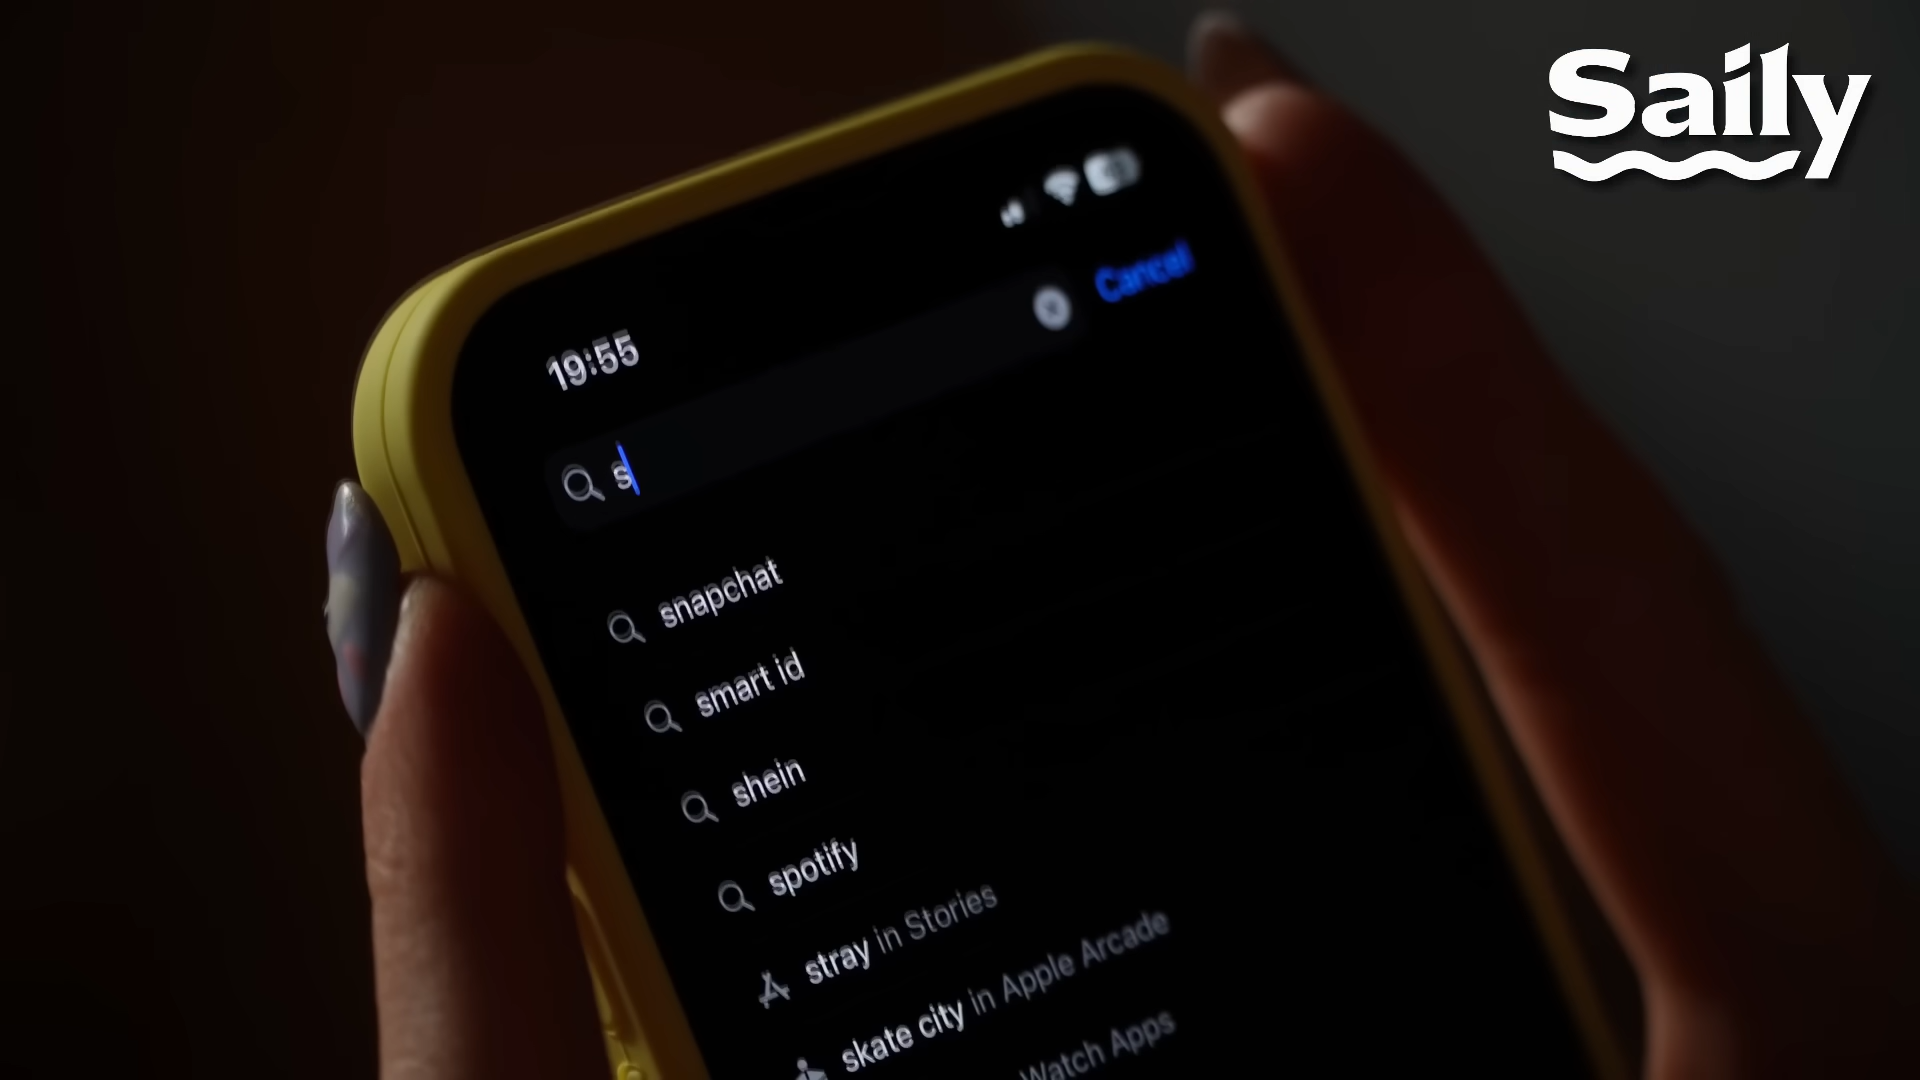 Saily
19:55
Cancel
s
snapchat
smart id
shein
spotify
stray in Stories
skate city in Apple Arcade
Watch Apps